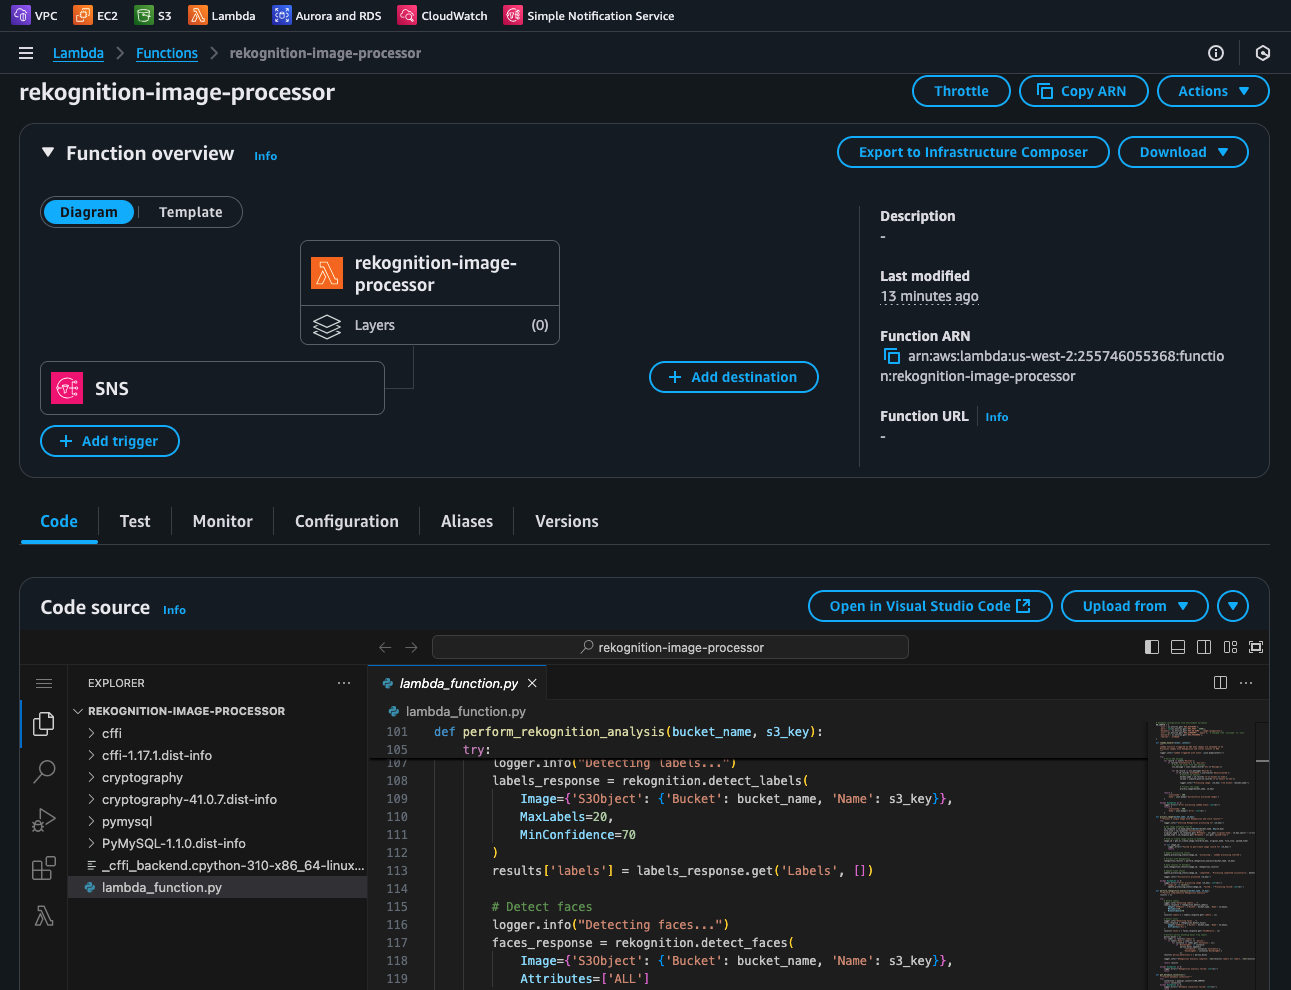 VPC EC2 S3 Lambda Aurora and RDS CloudWatch Simple Notification Service
Lambda Functions rekognition-image-processor
rekognition-image-processor
Throttle Copy ARN Actions
Function overview Info
Export to Infrastructure Composer Download
Diagram Template
rekognition-image-
processor
Layers (0)
SNS
Add trigger
Add destination
Description
-
Last modified
13 minutes ago
Function ARN
arn:aws:lambda:us-west-2:255746055368:functio
n:rekognition-image-processor
Function URL Info
-
Code Test Monitor Configuration Aliases Versions
Code source Info
Open in Visual Studio Code Upload from
rekognition-image-processor
EXPLORER ...
REKOGNITION-IMAGE-PROCESSOR
cffi
cffi-1.17.1.dist-info
cryptography
cryptography-41.0.7.dist-info
pymysql
PyMySQL-1.1.0.dist-info
_cffi_backend.cpython-310-x86_64-linux...
lambda_function.py
lambda_function.py
lambda_function.py
101 def perform_rekognition_analysis(bucket_name, s3_key):
105 try:
107 logger.info("Detecting labels...")
108 labels_response = rekognition.detect_labels(
109 Image={'S3Object': {'Bucket': bucket_name, 'Name': s3_key}},
110 MaxLabels=20,
111 MinConfidence=70
112 )
113 results['labels'] = labels_response.get('Labels', [])
114
115 # Detect faces
116 logger.info("Detecting faces...")
117 faces_response = rekognition.detect_faces(
118 Image={'S3Object': {'Bucket': bucket_name, 'Name': s3_key}},
119 Attributes=['ALL']